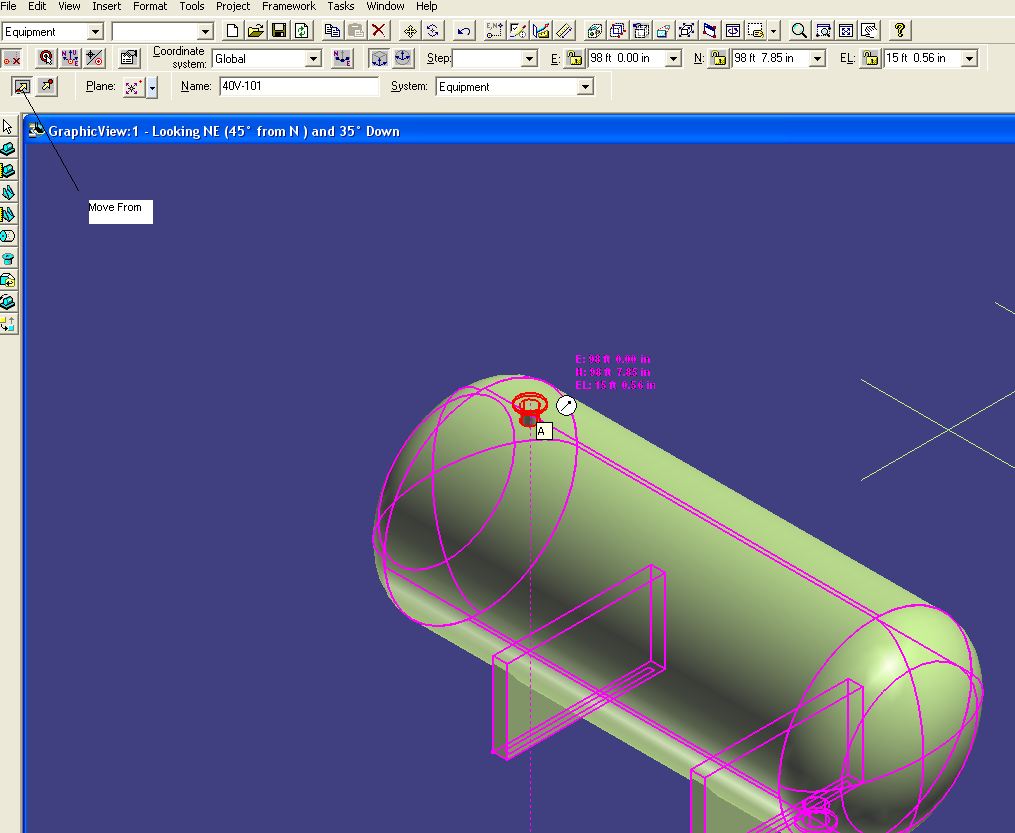 File Edit View Insert Format Tools Project Framework Tasks Window Help
Equipment
Coordinate system: Global Step: E: 98 ft 0.00 in N: 98 ft 7.85 in EL: 15 ft 0.56 in
Plane: Name: 40V-101 System: Equipment
GraphicView:1 - Looking NE (45° from N ) and 35° Down
Move From
E: 98 ft 0.00 in
N: 98 ft 7.85 in
EL: 15 ft 0.56 in
A